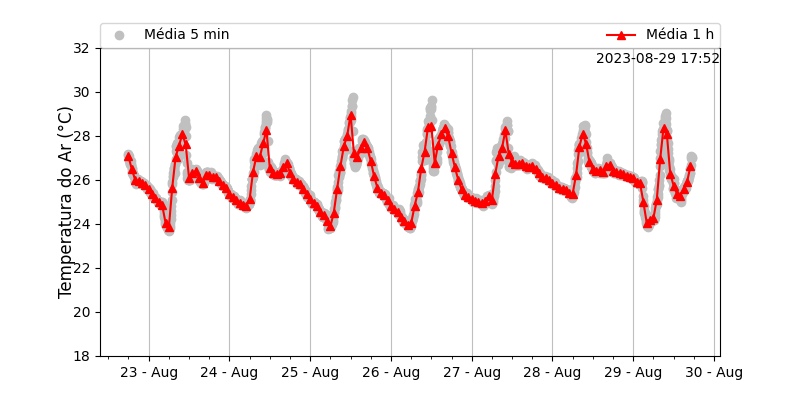 Média 5 min
Média 1 h
2023-08-29 17:52
Temperatura do Ar (°C)
32
30
28
26
24
22
20
18
23 - Aug
24 - Aug
25 - Aug
26 - Aug
27 - Aug
28 - Aug
29 - Aug
30 - Aug